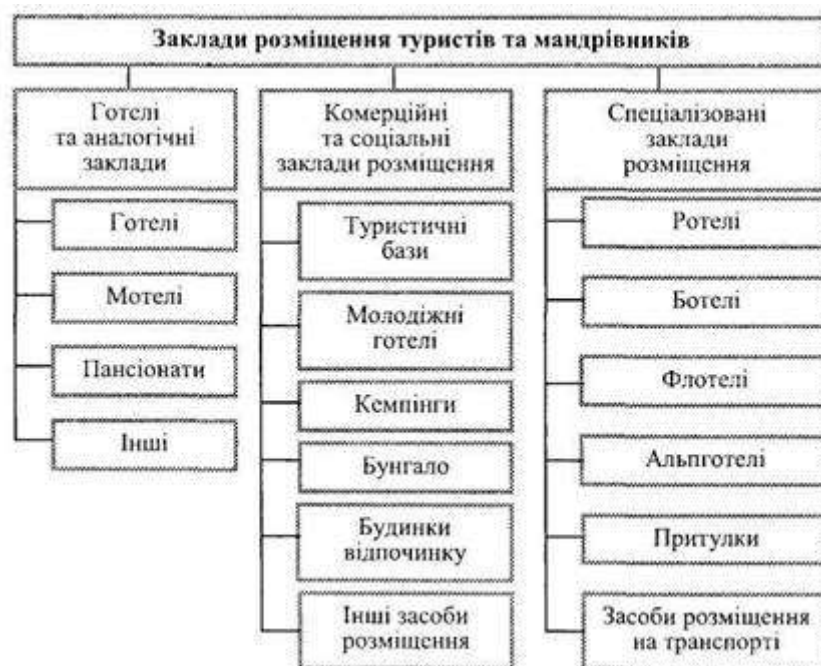 Заклади розміщення туристів та мандрівників
Готелі
та аналогічні
заклади
Готелі
Мотелі
Пансіонати
Інші
Комерційні
та соціальні
заклади розміщення
Туристичні
бази
Молодіжні
готелі
Кемпінги
Бунгало
Будинки
відпочинку
Інші засоби
розміщення
Спеціалізовані
заклади
розміщення
Ротелі
Ботелі
Флотелі
Альпготелі
Притулки
Засоби розміщення
на транспорті